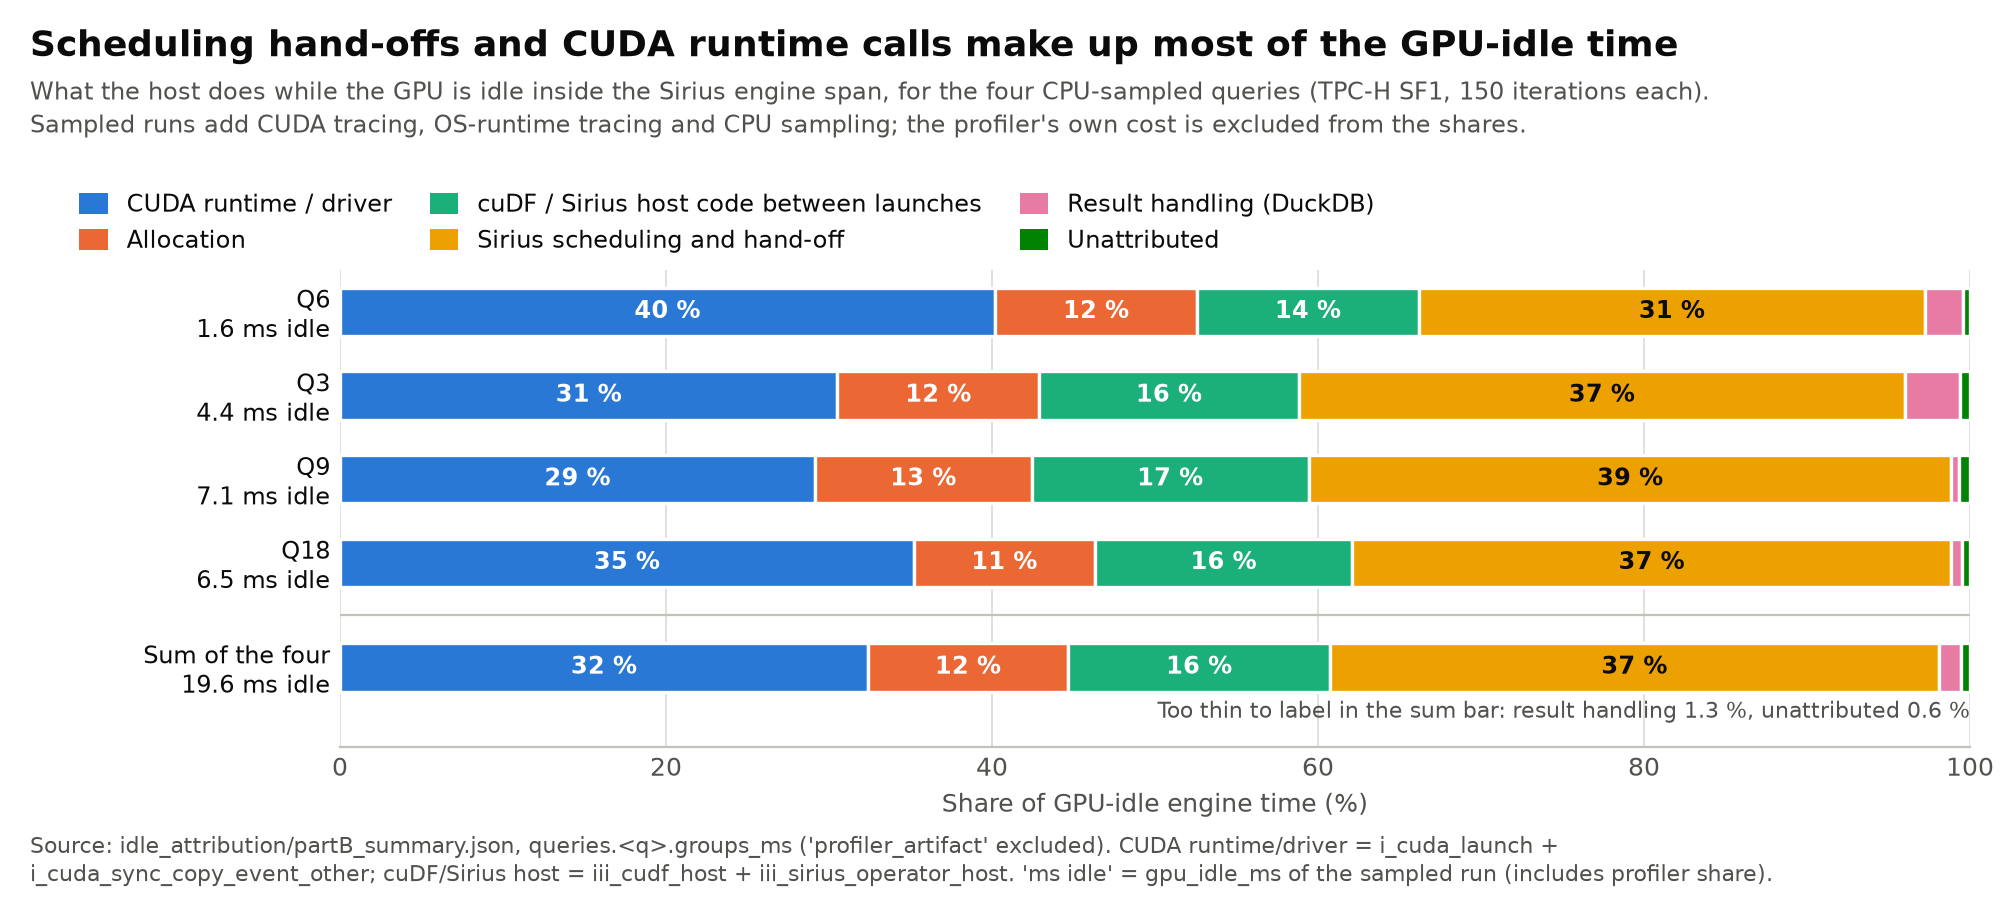 Scheduling hand-offs and CUDA runtime calls make up most of the GPU-idle time
What the host does while the GPU is idle inside the Sirius engine span, for the four CPU-sampled queries (TPC-H SF1, 150 iterations each).
Sampled runs add CUDA tracing, OS-runtime tracing and CPU sampling; the profiler's own cost is excluded from the shares.
CUDA runtime / driver
cuDF / Sirius host code between launches
Result handling (DuckDB)
Allocation
Sirius scheduling and hand-off
Unattributed
Q6
1.6 ms idle
40 %
12 %
14 %
31 %
Q3
4.4 ms idle
31 %
12 %
16 %
37 %
Q9
7.1 ms idle
29 %
13 %
17 %
39 %
Q18
6.5 ms idle
35 %
11 %
16 %
37 %
Sum of the four
19.6 ms idle
32 %
12 %
16 %
37 %
Too thin to label in the sum bar: result handling 1.3 %, unattributed 0.6 %
0
20
40
60
80
100
Share of GPU-idle engine time (%)
Source: idle_attribution/partB_summary.json, queries.<q>.groups_ms ('profiler_artifact' excluded). CUDA runtime/driver = i_cuda_launch +
i_cuda_sync_copy_event_other; cuDF/Sirius host = iii_cudf_host + iii_sirius_operator_host. 'ms idle' = gpu_idle_ms of the sampled run (includes profiler share).